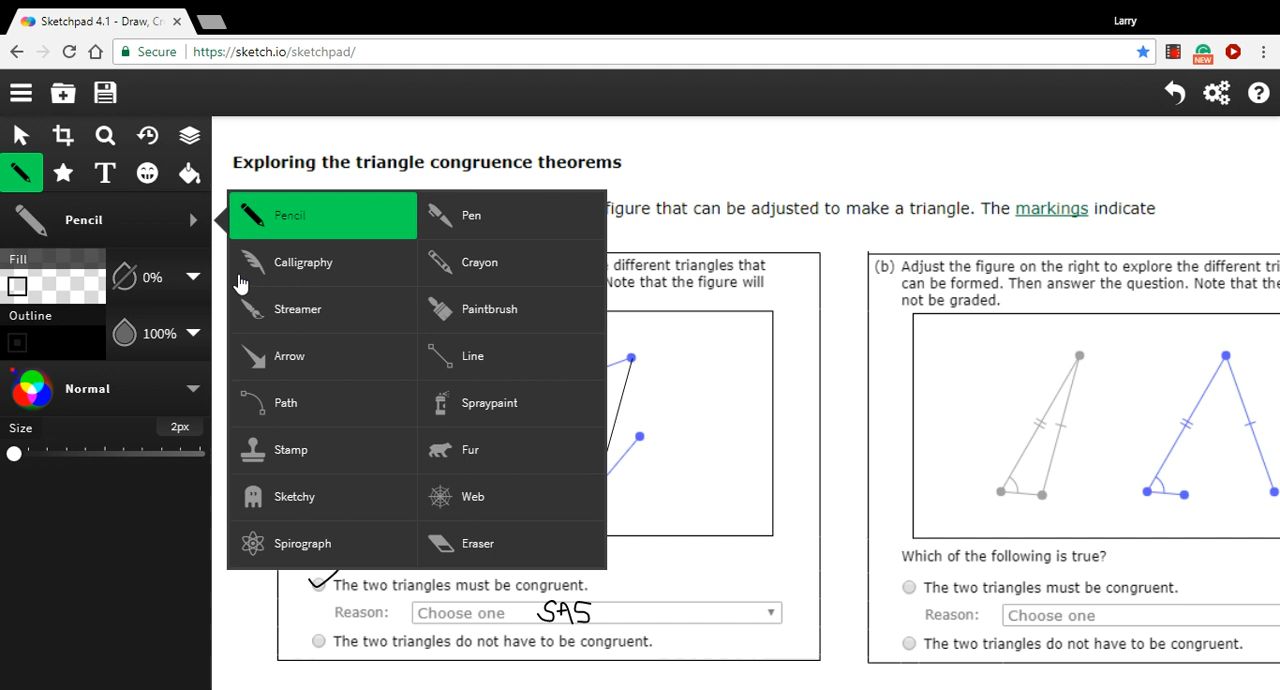 Sketchpad 4.1 - Draw, Cr
Larry
Secure https://sketch.io/sketchpad/
NEW
Exploring the triangle congruence theorems
Pencil
Fill
0%
Outline
100%
Normal
Size 2px
Pencil Pen
Calligraphy Crayon
Streamer Paintbrush
Arrow Line
Path Spraypaint
Stamp Fur
Sketchy Web
Spirograph Eraser
figure that can be adjusted to make a triangle. The markings indicate
different triangles that
Note that the figure will
The two triangles must be congruent.
Reason: Choose one SAS
The two triangles do not have to be congruent.
(b) Adjust the figure on the right to explore the different tri
can be formed. Then answer the question. Note that the
not be graded.
Which of the following is true?
The two triangles must be congruent.
Reason: Choose one
The two triangles do not have to be congruent.